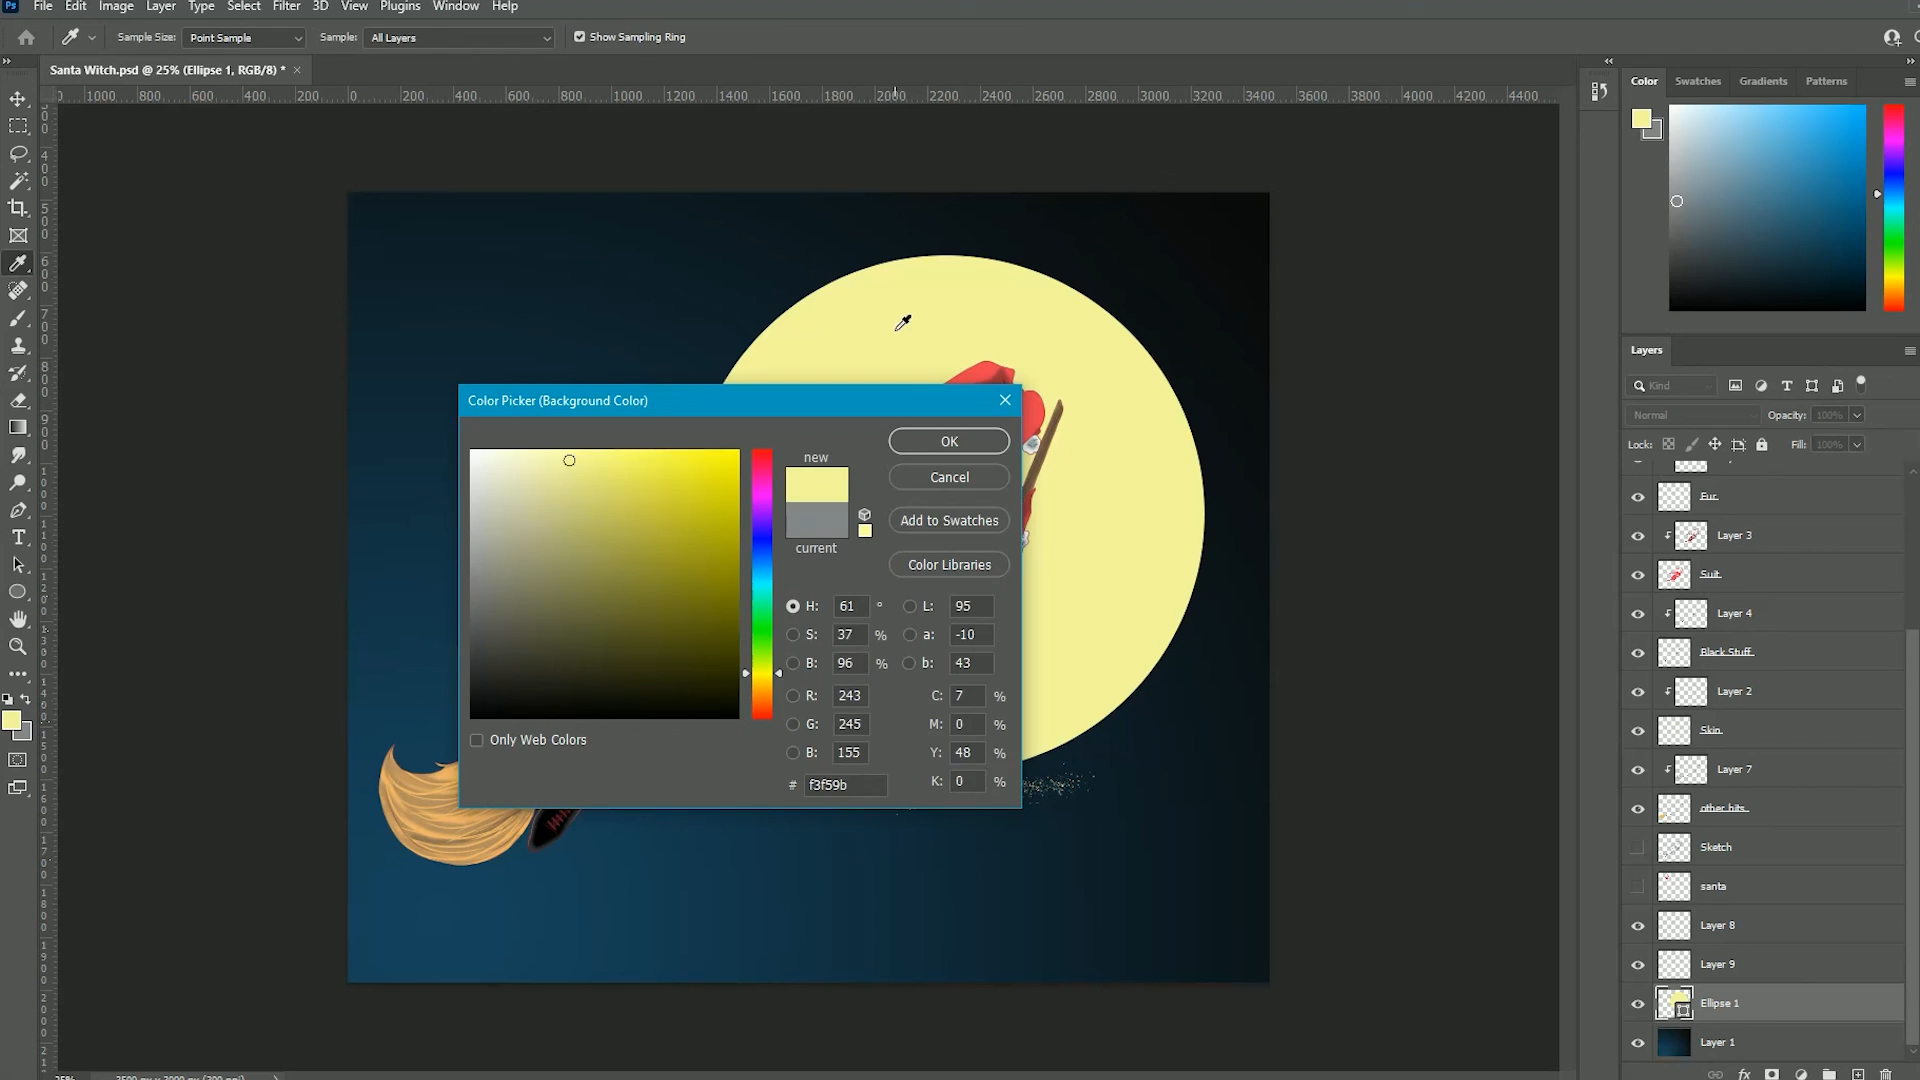 Ps File Edit Image Layer Type Select Filter 3D View Plugins Window Help
Sample Size: Point Sample Sample: All Layers Show Sampling Ring
Santa Witch.psd @ 25% (Ellipse 1, RGB/8) * ×
1000 800 600 400 200 0 200 400 600 800 1000 1200 1400 1600 1800 2000 2200 2400 2600 2800 3000 3200 3400 3600 3800 4000 4200 4400
Color Swatches Gradients Patterns
Color Picker (Background Color)
new
current
OK
Cancel
Add to Swatches
Color Libraries
H: 61 ° L: 95
S: 37 % a: -10
B: 96 % b: 43
R: 243 C: 7 %
G: 245 M: 0 %
B: 155 Y: 48 %
# f3f59b K: 0 %
Only Web Colors
Layers
Kind
Normal Opacity: 100%
Lock: Fill: 100%
Fur
Layer 3
Suit
Layer 4
Black Stuff
Layer 2
Skin
Layer 7
other bits
Sketch
santa
Layer 8
Layer 9
Ellipse 1
Layer 1
fx